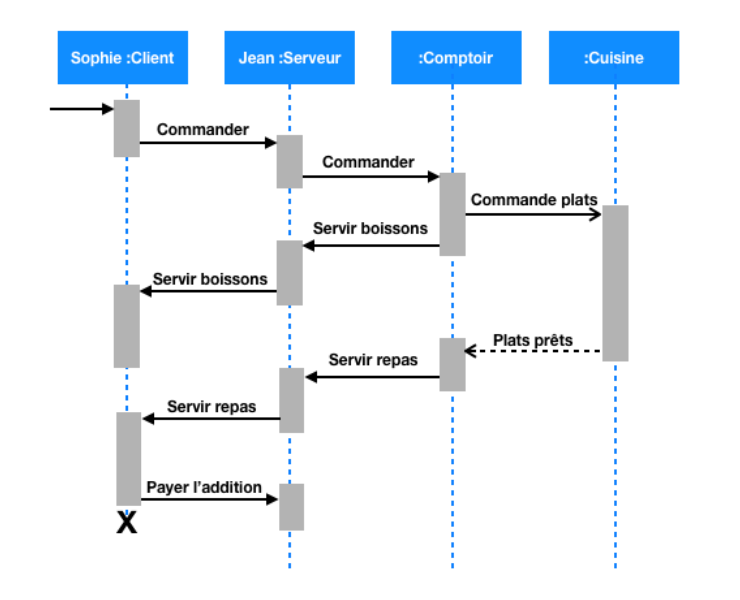 Sophie :Client
Jean :Serveur
:Comptoir
:Cuisine
Commander
Commander
Commande plats
Servir boissons
Servir boissons
Plats prêts
Servir repas
Servir repas
Payer l'addition
X